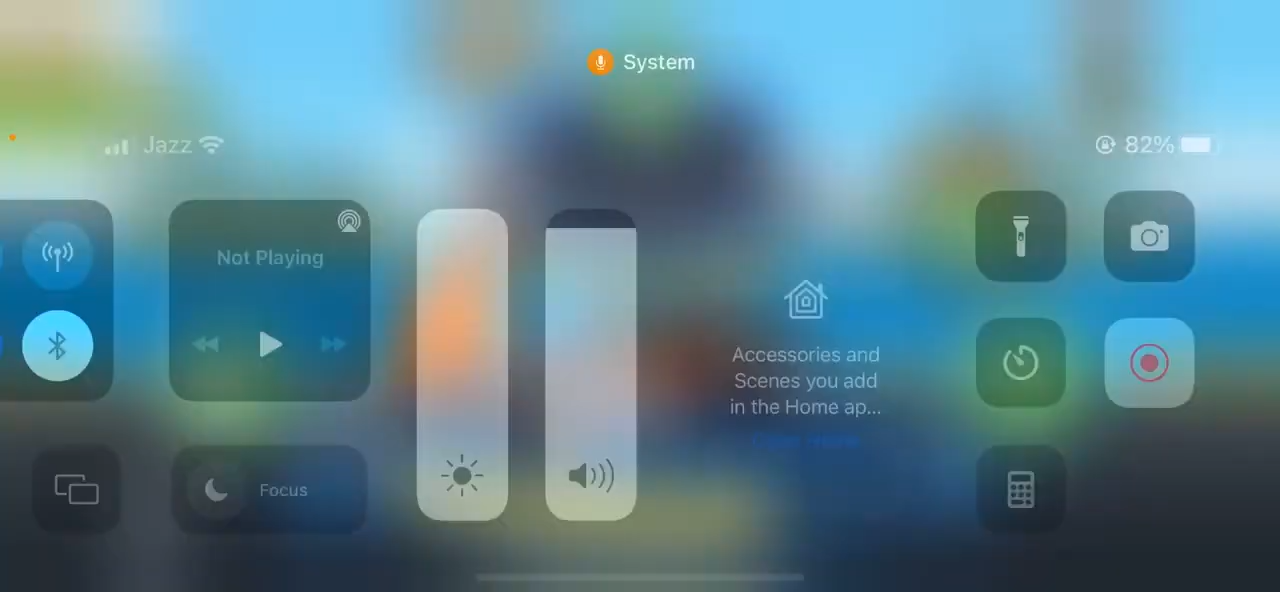 System
Jazz
82%
Not Playing
Accessories and
Scenes you add
in the Home ap...
Focus